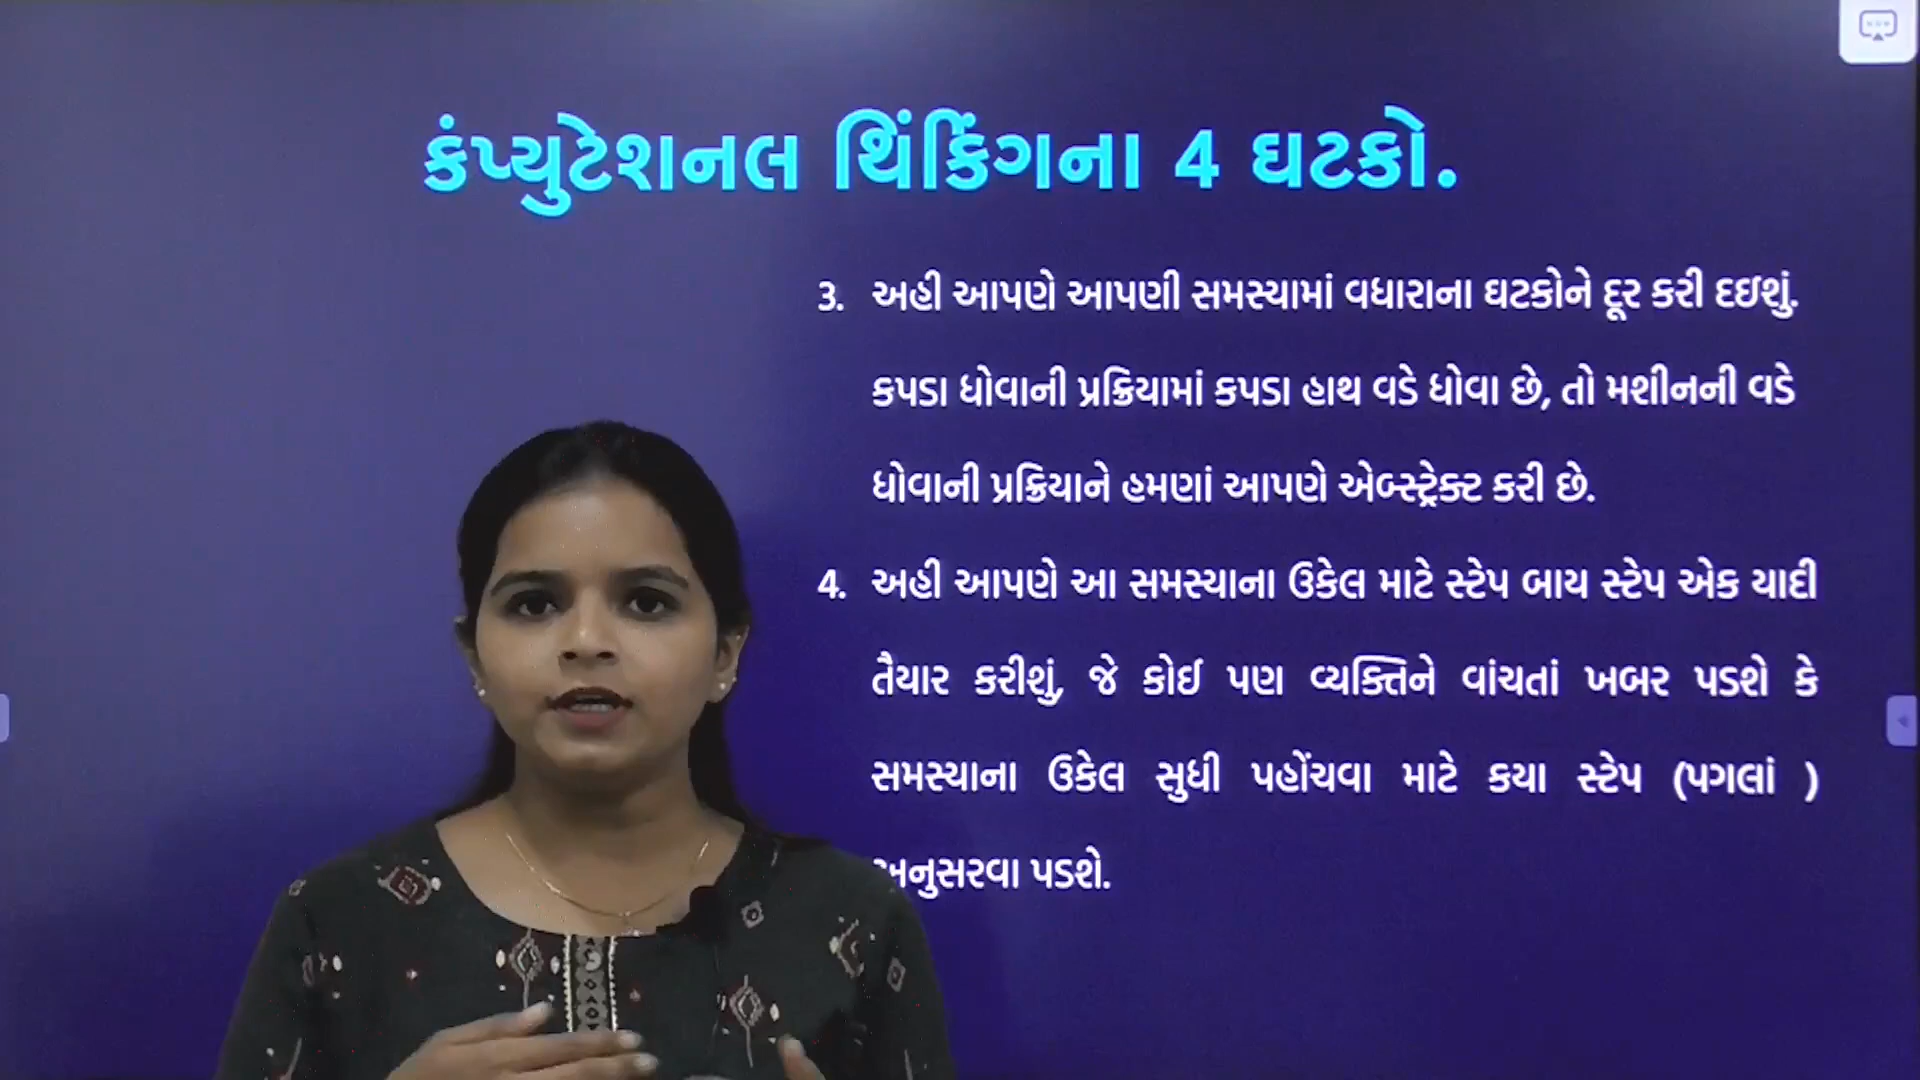 કંપ્યુટેશનલ થિંકિંગના 4 ઘટકો.
3. અહી આપણે આપણી સમસ્યામાં વધારાના ઘટકોને દૂર કરી દઇશું.
કપડા ધોવાની પ્રક્રિયામાં કપડા હાથ વડે ધોવા છે, તો મશીનની વડે
ધોવાની પ્રક્રિયાને હમણાં આપણે એબ્સ્ટ્રેક્ટ કરી છે.
4. અહી આપણે આ સમસ્યાના ઉકેલ માટે સ્ટેપ બાય સ્ટેપ એક યાદી
તૈયાર કરીશું, જે કોઈ પણ વ્યક્તિને વાંચતાં ખબર પડશે કે
સમસ્યાના ઉકેલ સુધી પહોંચવા માટે કયા સ્ટેપ (પગલાં )
અનુસરવા પડશે.